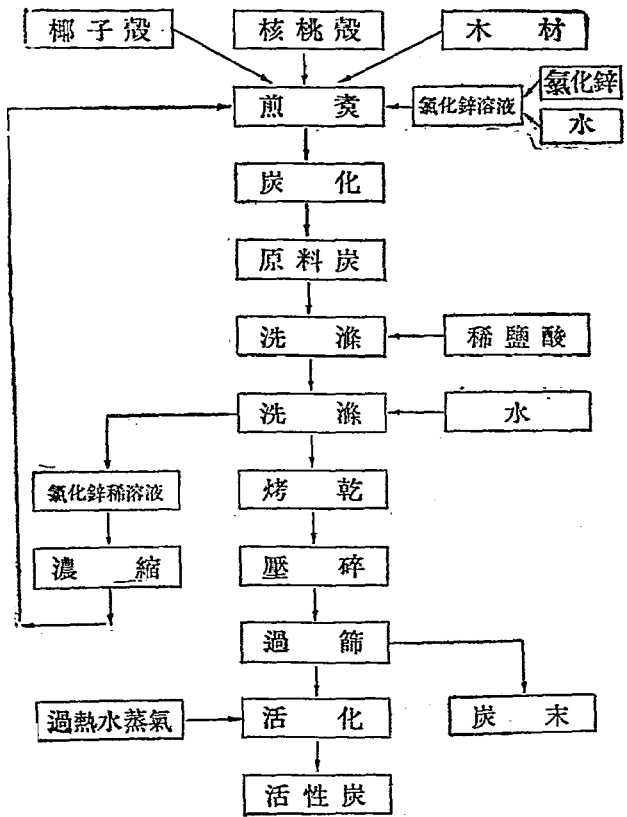 椰子殼
核桃殼
木材
煎煑
氯化鋅溶液
氯化鋅
水
炭化
原料炭
洗滌
稀鹽酸
洗滌
水
氯化鋅稀溶液
烤乾
濃縮
壓碎
過篩
過熱水蒸氣
活化
炭末
活性炭